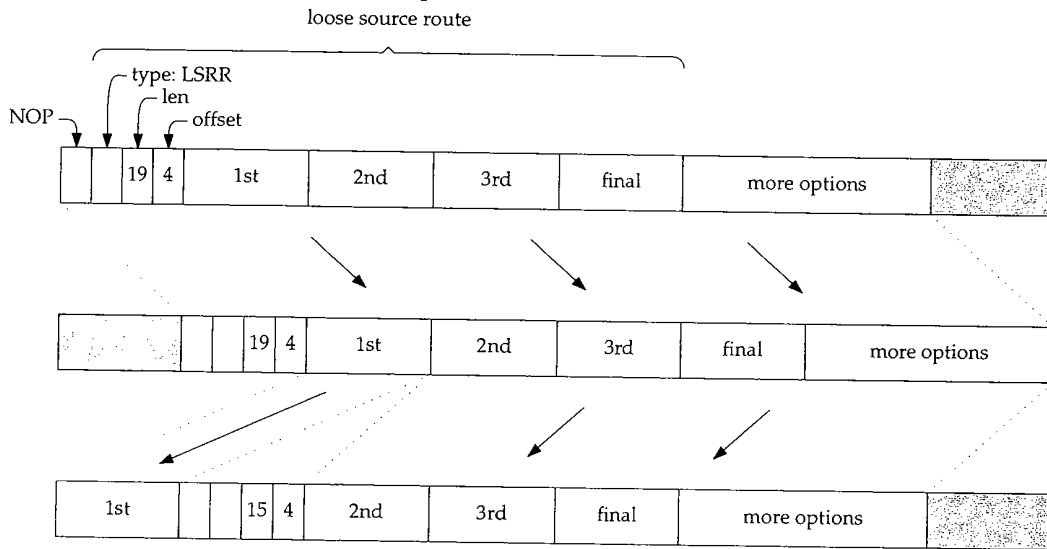 loose source route
type: LSRR
len
NOP
offset
19 4 1st 2nd 3rd final more options
19 4 1st 2nd 3rd final more options
1st 15 4 2nd 3rd final more options